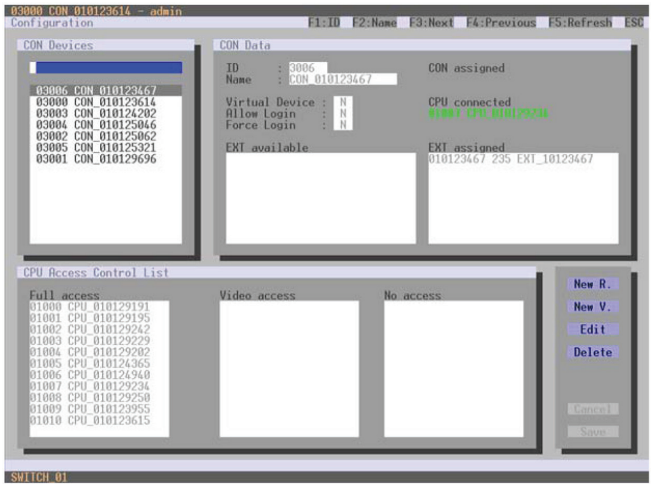 03000 CON_010123614 - admin
Configuration F1:ID F2:Name F3:Next F4:Previous F5:Refresh ESC
CON Devices
03006 CON_010123467
03000 CON_010123614
03003 CON_010124202
03004 CON_010125046
03002 CON_010125062
03005 CON_010125321
03001 CON_010129696
CON Data
ID : 3006
CON assigned
Name : CON_010123467
Virtual Device : N
CPU connected
Allow Login : N
Force Login : N
EXT available
EXT assigned
010123467 235 EXT_10123467
CPU Access Control List
Full access
Video access
No access
01000 CPU_010129191
01001 CPU_010129195
01002 CPU_010129242
01003 CPU_010129229
01004 CPU_010129202
01005 CPU_010124365
01006 CPU_010124940
01007 CPU_010129234
01008 CPU_010129250
01009 CPU_010123955
01010 CPU_010123615
New R.
New V.
Edit
Delete
Cancel
Save
SWITCH_01